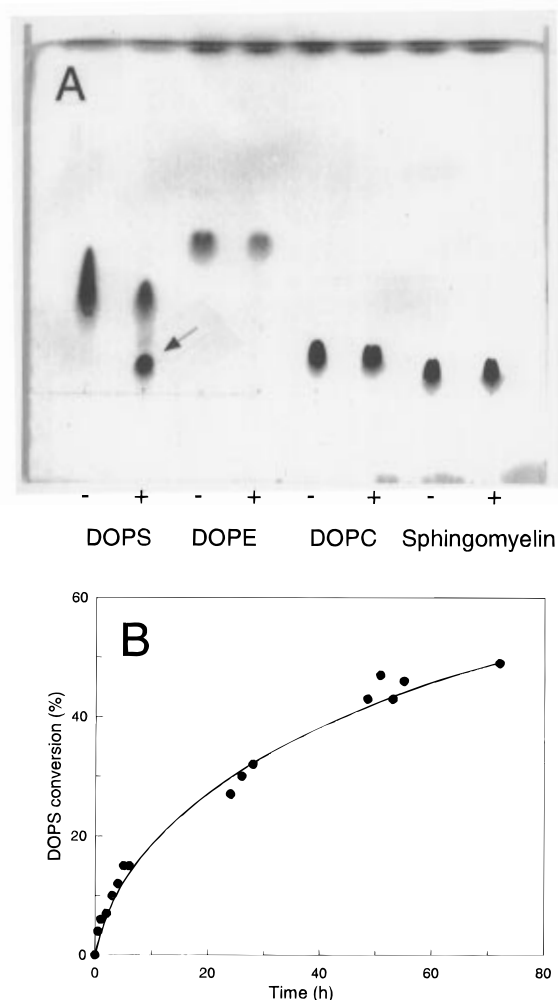 A
- + - + - + - +
DOPS DOPE DOPC Sphingomyelin
B
60
40
20
0
0 20 40 60 80
DOPS conversion (%)
Time (h)